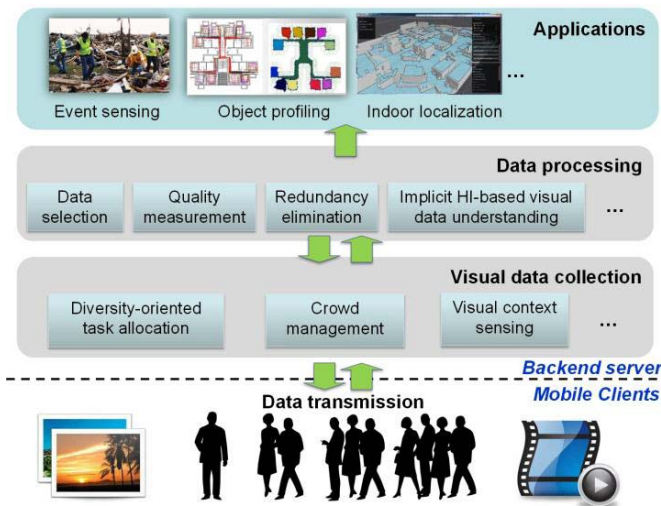 Applications
...
Event sensing
Object profiling
Indoor localization
Data processing
Data
selection
Quality
measurement
Redundancy
elimination
Implicit HI-based visual
data understanding
...
Visual data collection
Diversity-oriented
task allocation
Crowd
management
Visual context
sensing
...
Backend server
Mobile Clients
Data transmission